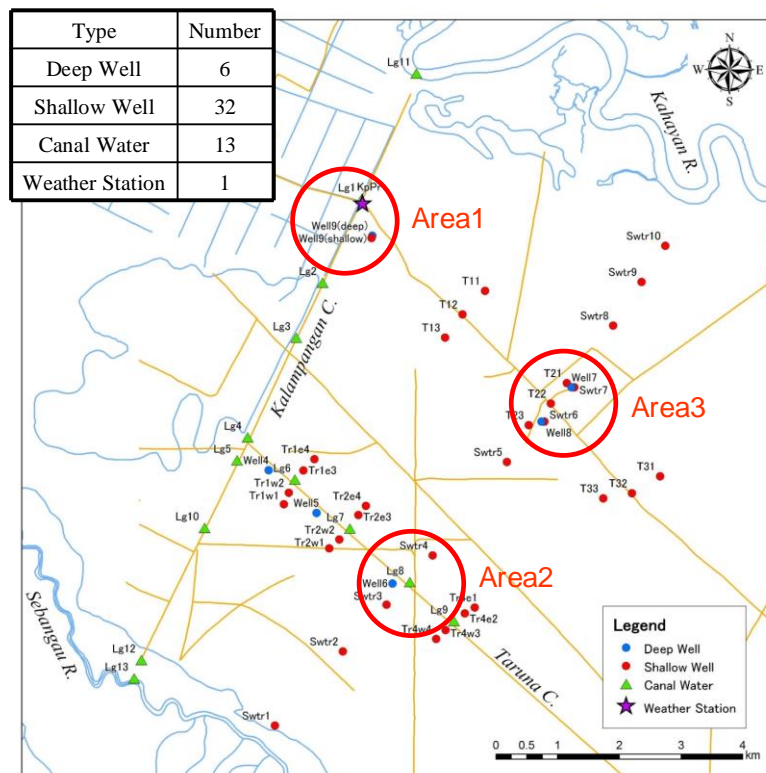 Type Number
Deep Well 6
Shallow Well 32
Canal Water 13
Weather Station 1
N
W E
S
Lg11
Kahayan R.
Lg1 KpPr
Area1
Well9(deep)
Well9(shallow)
Swtr10
Lg2
T11
Swtr9
T12
Lg3
T13
Swtr8
Kalampangan C.
T21 Well7
Swtr7
T22
Area3
T23 Swtr6
Well8
Lg4
Lg5 Well4 Lg6
Tr1e4
Tr1e3
Swtr5
T31
Tr1w2
Tr1w1
Well5
Tr2e4
Tr2e3
T33 T32
Lg10
Lg7
Tr2w2
Tr2w1
Swtr4
Lg8
Well6
Area2
Swtr3
Lg9 Tr4e1
Tr4e2
Tr4w4 Tr4w3
Sebangau R.
Swtr2
Lg12
Lg13
Taruna C.
Swtr1
Legend
Deep Well
Shallow Well
Canal Water
Weather Station
0 0.5 1 2 3 4
km